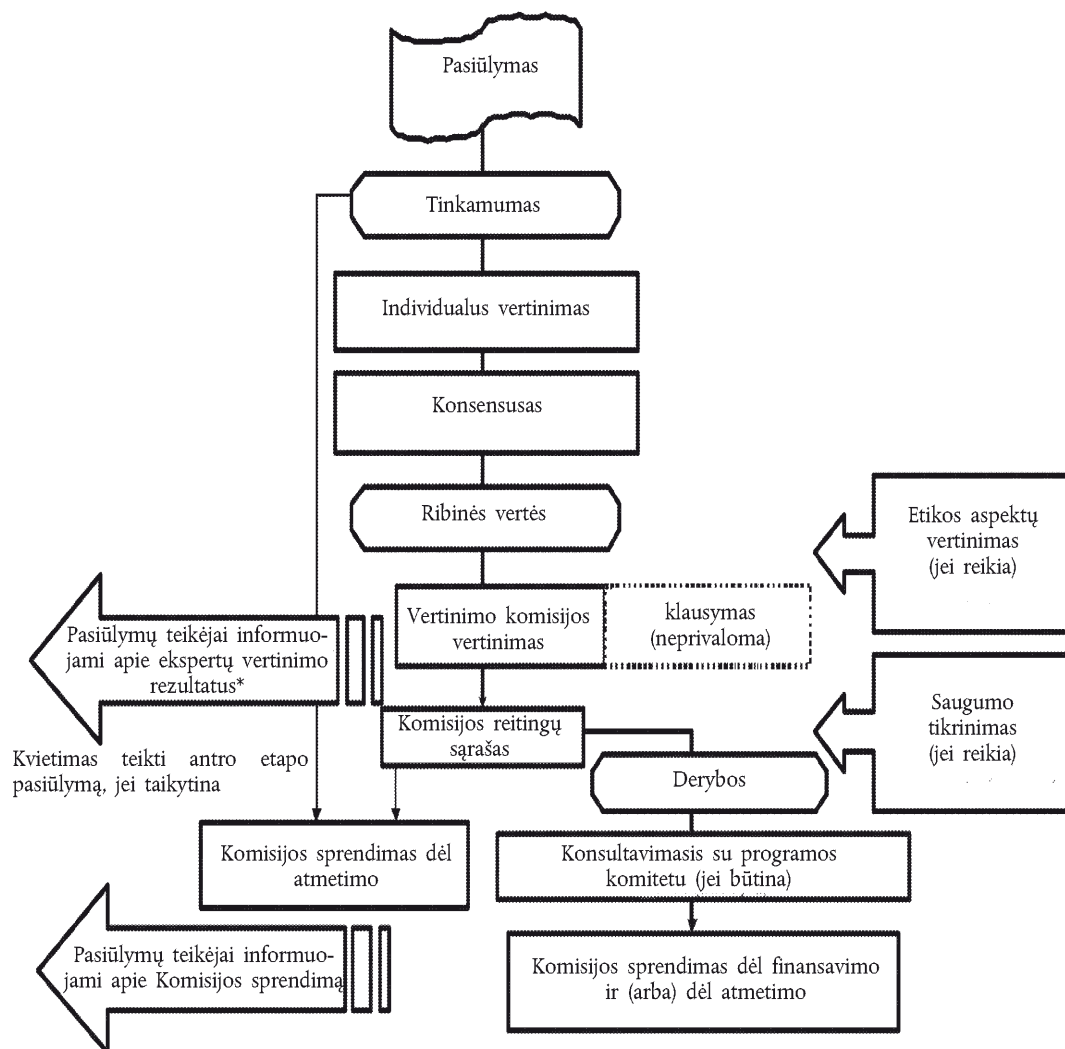 Pasiūlymas
Tinkamumas
Individualus vertinimas
Konsensusas
Ribinės vertės
Etikos aspektų
vertinimas
(jei reikia)
Vertinimo komisijos
vertinimas
klausymas
(neprivaloma)
Pasiūlymų teikėjai informuo-
jami apie ekspertų vertinimo
rezultatus*
Saugumo
tikrinimas
(jei reikia)
Komisijos reitingų
sąrašas
Kvietimas teikti antro etapo
pasiūlymą, jei taikytina
Derybos
Komisijos sprendimas dėl
atmetimo
Konsultavimasis su programos
komitetu (jei būtina)
Pasiūlymų teikėjai informuo-
jami apie Komisijos sprendimą
Komisijos sprendimas dėl finansavimo
ir (arba) dėl atmetimo